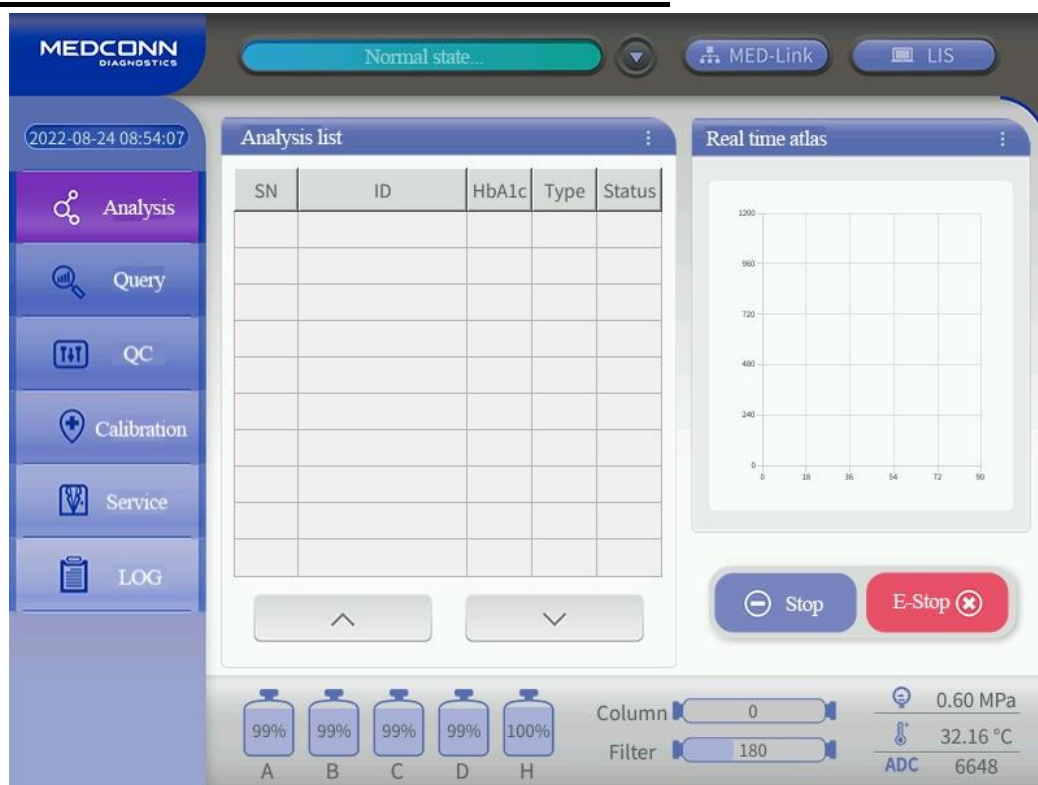 MEDCONN
DIAGNOSTICS
Normal state...
MED-Link
LIS
2022-08-24 08:54:07
Analysis
Query
QC
Calibration
Service
LOG
Analysis list
SN ID HbA1c Type Status
Real time atlas
1200
960
720
480
240
0
0 18 36 54 72 90
Stop
E-Stop
99% 99% 99% 99% 100%
A B C D H
Column 0
Filter 180
0.60 MPa
32.16 °C
ADC 6648